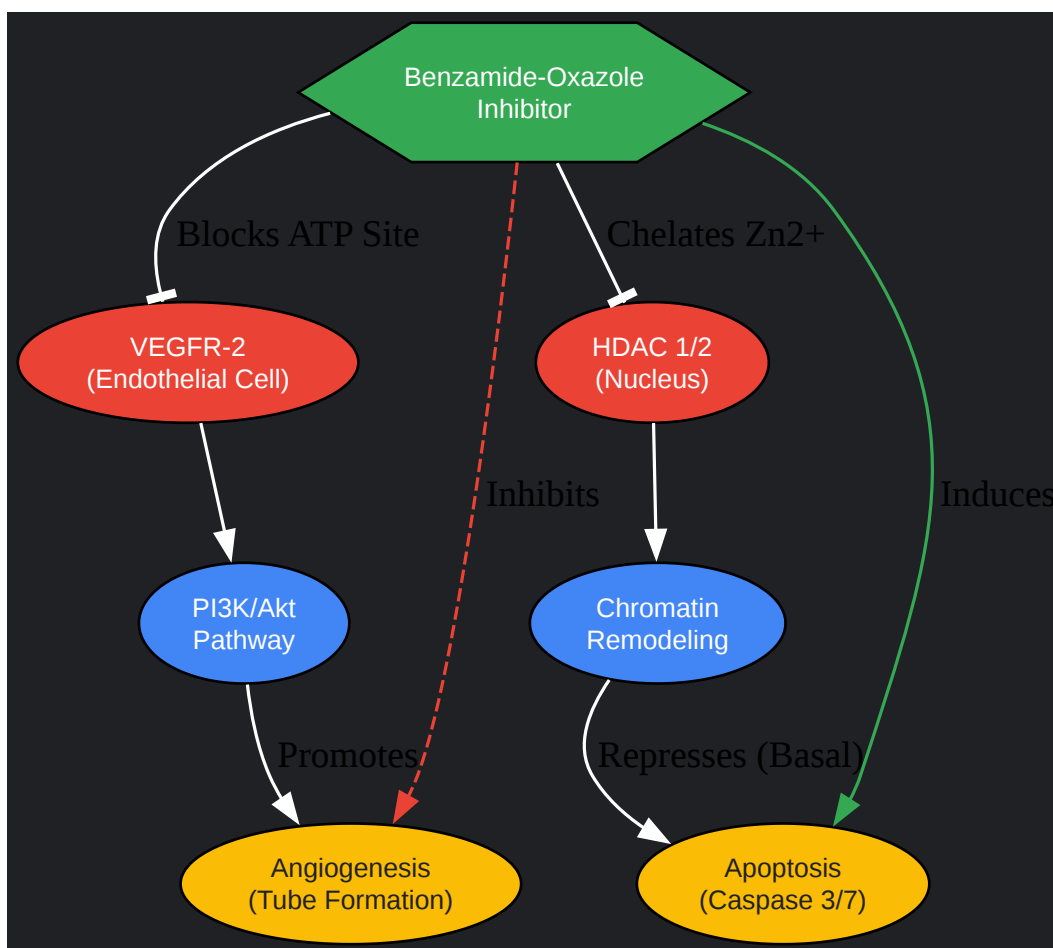 Benzamide-Oxazole
Inhibitor
Blocks ATP Site
Chelates Zn2+
VEGFR-2
(Endothelial Cell)
HDAC 1/2
(Nucleus)
Inhibits
Induces
PI3K/Akt
Pathway
Chromatin
Remodeling
Promotes
Represses (Basal)
Angiogenesis
(Tube Formation)
Apoptosis
(Caspase 3/7)